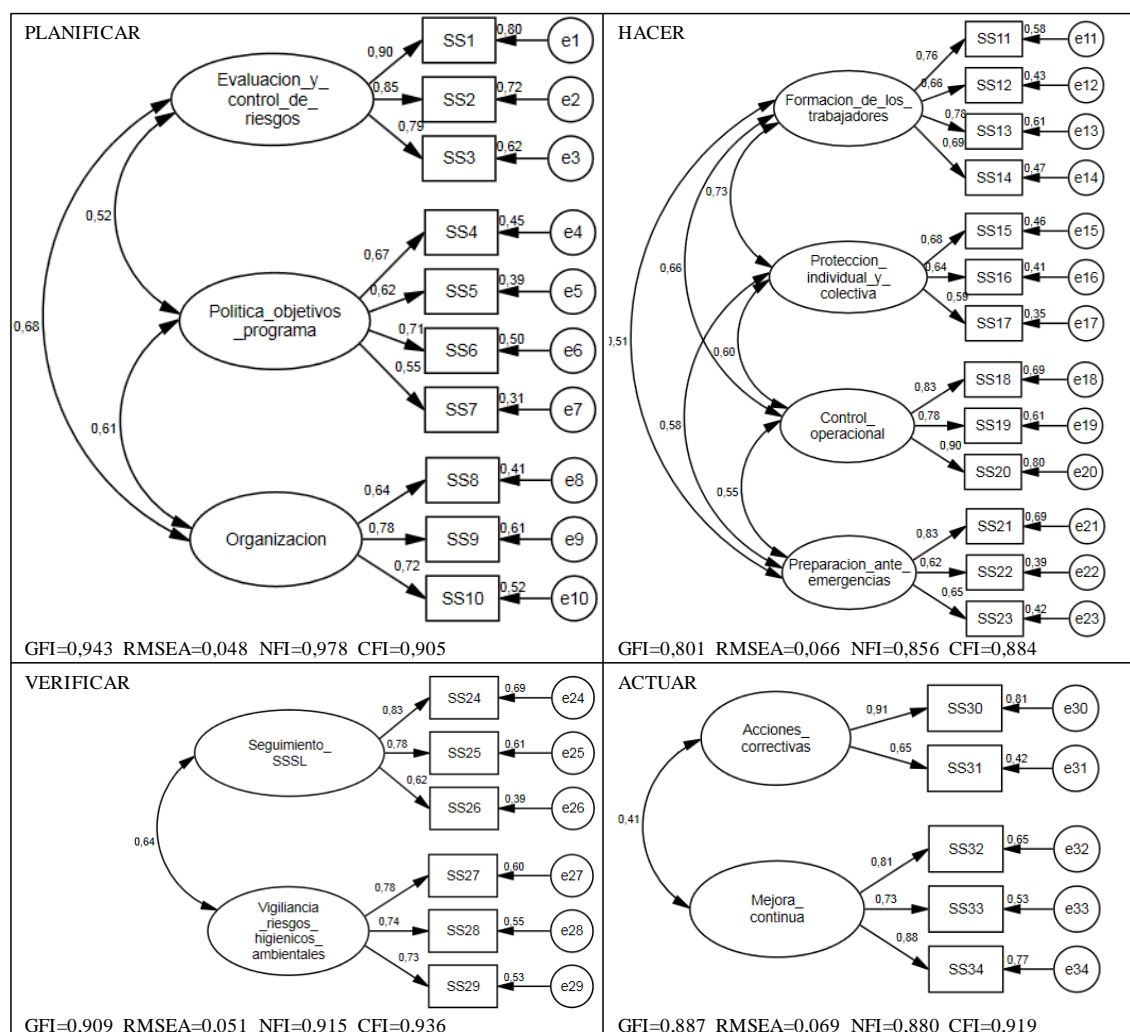 PLANIFICAR
Evaluacion_y_
control_de_
riesgos
0,90
0,85
0,79
SS1
0,80
e1
SS2
0,72
e2
SS3
0,62
e3
0,52
0,68
Politica_objetivos
_programa
0,67
0,62
0,71
0,55
SS4
0,45
e4
SS5
0,39
e5
SS6
0,50
e6
SS7
0,31
e7
0,61
Organizacion
0,64
0,78
0,72
SS8
0,41
e8
SS9
0,61
e9
SS10
0,52
e10
GFI=0,943 RMSEA=0,048 NFI=0,978 CFI=0,905
HACER
Formacion_de_los_
trabajadores
0,76
0,66
0,78
0,69
SS11
0,58
e11
SS12
0,43
e12
SS13
0,61
e13
SS14
0,47
e14
0,73
0,66
0,51
Proteccion_
individual_y_
colectiva
0,68
0,64
0,59
SS15
0,46
e15
SS16
0,41
e16
SS17
0,35
e17
0,60
0,58
Control_
operacional
0,83
0,78
0,90
SS18
0,69
e18
SS19
0,61
e19
SS20
0,80
e20
0,55
Preparacion_ante_
emergencias
0,83
0,62
0,65
SS21
0,69
e21
SS22
0,39
e22
SS23
0,42
e23
GFI=0,801 RMSEA=0,066 NFI=0,856 CFI=0,884
VERIFICAR
Seguimiento_
SSSL
0,83
0,78
0,62
SS24
0,69
e24
SS25
0,61
e25
SS26
0,39
e26
0,64
Vigiliancia
_riesgos_
higienicos_
ambientales
0,78
0,74
0,73
SS27
0,60
e27
SS28
0,55
e28
SS29
0,53
e29
GFI=0,909 RMSEA=0,051 NFI=0,915 CFI=0,936
ACTUAR
Acciones_
correctivas
0,91
0,65
SS30
0,81
e30
SS31
0,42
e31
0,41
Mejora_
continua
0,81
0,73
0,88
SS32
0,65
e32
SS33
0,53
e33
SS34
0,77
e34
GFI=0,887 RMSEA=0,069 NFI=0,880 CFI=0,919